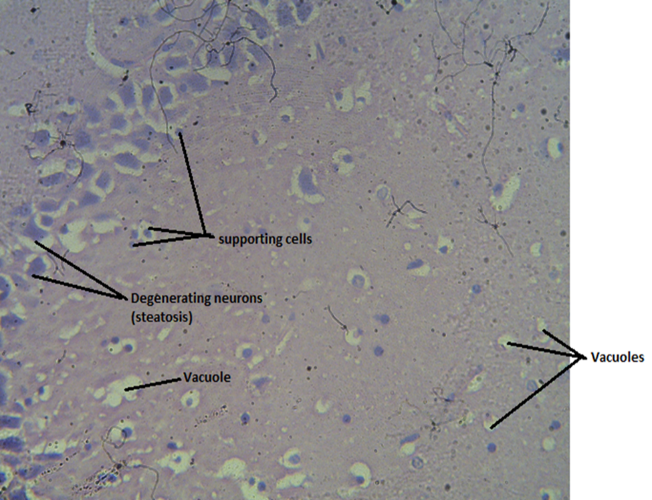 supporting cells
Degenerating neurons
(steatosis)
Vacuole
Vacuoles